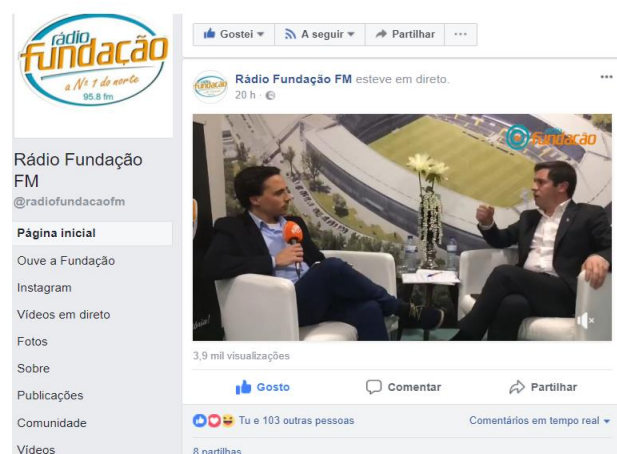 rádio
fundação
a Nº 1 do norte
95.8 fm
Rádio Fundação
FM
@radiofundacaofm
Página inicial
Ouve a Fundação
Instagram
Vídeos em direto
Fotos
Sobre
Publicações
Comunidade
Vídeos
Gostei
A seguir
Partilhar
Rádio Fundação FM esteve em direto.
20 h
fundação
3,9 mil visualizações
Gosto
Comentar
Partilhar
Tu e 103 outras pessoas
Comentários em tempo real
8 partilhas